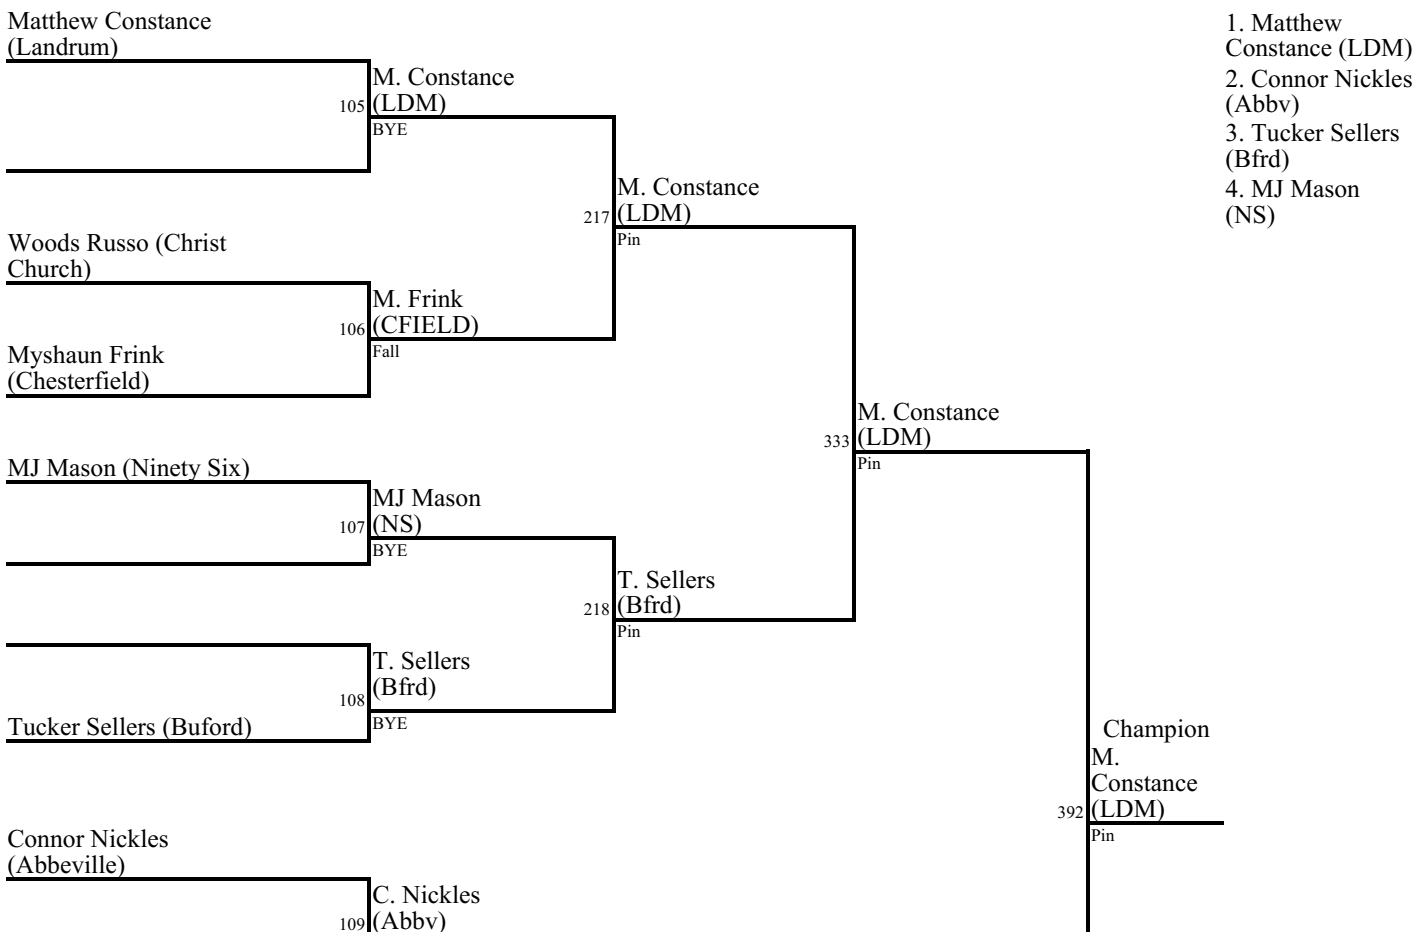 Matthew Constance
(Landrum)
105
M. Constance
(LDM)
BYE
Woods Russo (Christ
Church)
106
M. Frink
(CFIELD)
Fall
Myshaun Frink
(Chesterfield)
217
M. Constance
(LDM)
Pin
MJ Mason (Ninety Six)
107
MJ Mason
(NS)
BYE
108
T. Sellers
(Bfrd)
BYE
Tucker Sellers (Buford)
218
T. Sellers
(Bfrd)
Pin
333
M. Constance
(LDM)
Pin
Connor Nickles
(Abbeville)
109
C. Nickles
(Abbv)
Champion
392
M.
Constance
(LDM)
Pin
1. Matthew
Constance (LDM)
2. Connor Nickles
(Abbv)
3. Tucker Sellers
(Bfrd)
4. MJ Mason
(NS)